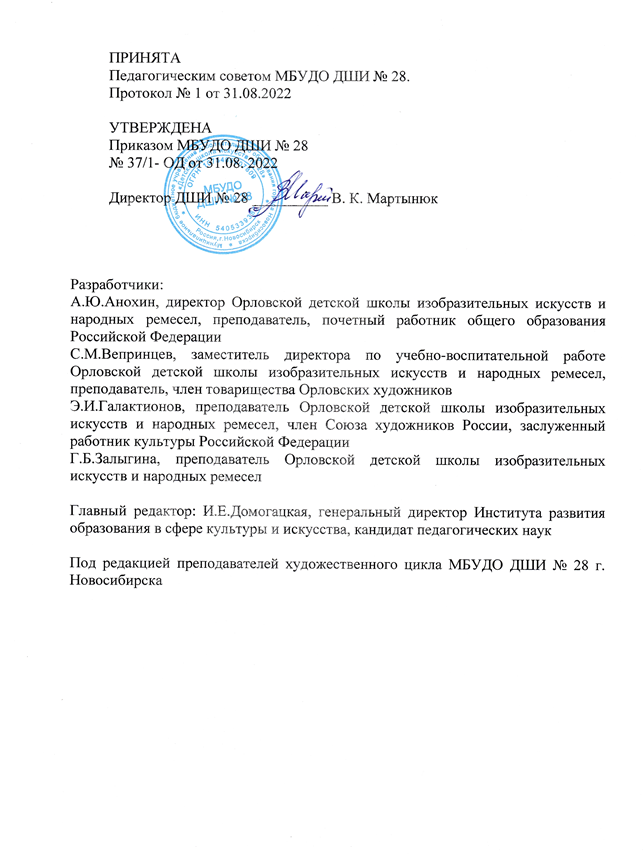 ПРИНЯТА
Педагогическим советом МБУДО ДШИ № 28.
Протокол № 1 от 31.08.2022
УТВЕРЖДЕНА
Приказом МБУДО ДШИ № 28
№ 37/1- ОД от 31.08. 2022
Директор ДШИ № 28 __________ В. К. Мартынюк
МБУДО
Россия, г. Новосибирск
Разработчики:
А.Ю.Анохин, директор Орловской детской школы изобразительных искусств и
народных ремесел, преподаватель, почетный работник общего образования
Российской Федерации
С.М.Вепринцев, заместитель директора по учебно-воспитательной работе
Орловской детской школы изобразительных искусств и народных ремесел,
преподаватель, член товарищества Орловских художников
Э.И.Галактионов, преподаватель Орловской детской школы изобразительных
искусств и народных ремесел, член Союза художников России, заслуженный
работник культуры Российской Федерации
Г.Б.Залыгина, преподаватель Орловской детской школы изобразительных
искусств и народных ремесел
Главный редактор: И.Е.Домогацкая, генеральный директор Института развития
образования в сфере культуры и искусства, кандидат педагогических наук
Под редакцией преподавателей художественного цикла МБУДО ДШИ № 28 г.
Новосибирска